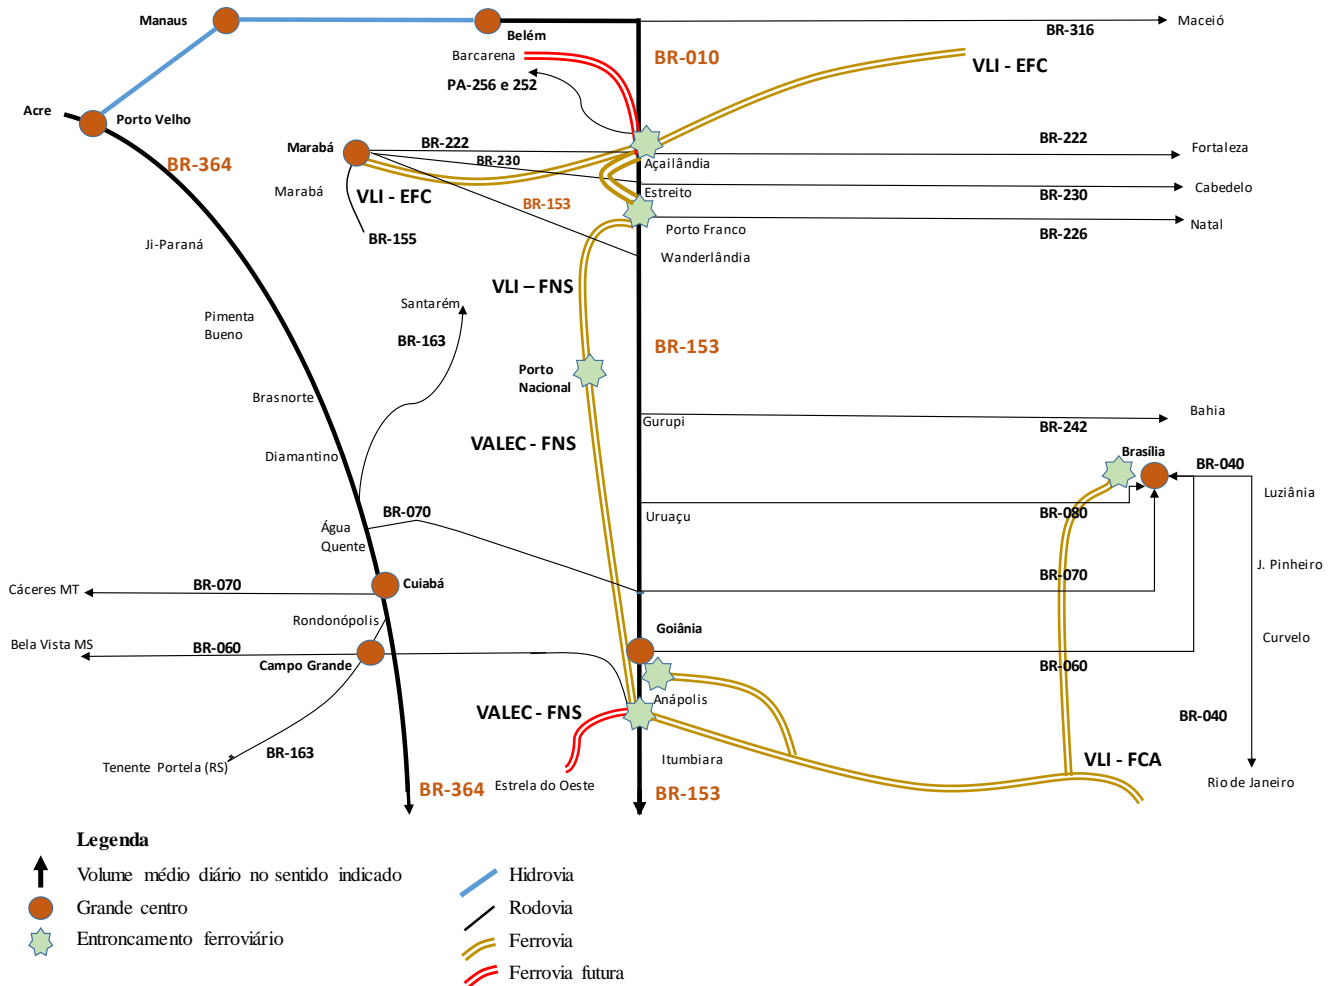 Manaus
Belém
Maceió
BR-316
BR-010
Barcarena
VLI - EFC
PA-256 e 252
Acre
Porto Velho
BR-364
Marabá
BR-222
BR-222
Fortaleza
BR-230
Açailândia
Marabá
VLI - EFC
BR-153
Estreito
BR-230
Cabedelo
BR-155
Porto Franco
BR-226
Natal
Ji-Paraná
Wanderlândia
VLI – FNS
Santarém
Pimenta
Bueno
BR-163
BR-153
Porto
Nacional
Brasnorte
Gurupi
BR-242
Bahia
VALEC - FNS
Diamantino
Brasília
BR-040
Luziânia
BR-070
Uruaçu
BR-080
Água
Quente
J. Pinheiro
Cáceres MT
BR-070
Cuiabá
BR-070
Rondonópolis
Goiânia
Curvelo
Bela Vista MS
BR-060
Campo Grande
BR-060
Anápolis
VALEC - FNS
BR-040
BR-163
Tenente Portela (RS)
Itumbiara
VLI - FCA
Estrela do Oeste
Rio de Janeiro
BR-364
BR-153
Legenda
Volume médio diário no sentido indicado
Grande centro
Entroncamento ferroviário
Hidrovia
Rodovia
Ferrovia
Ferrovia futura